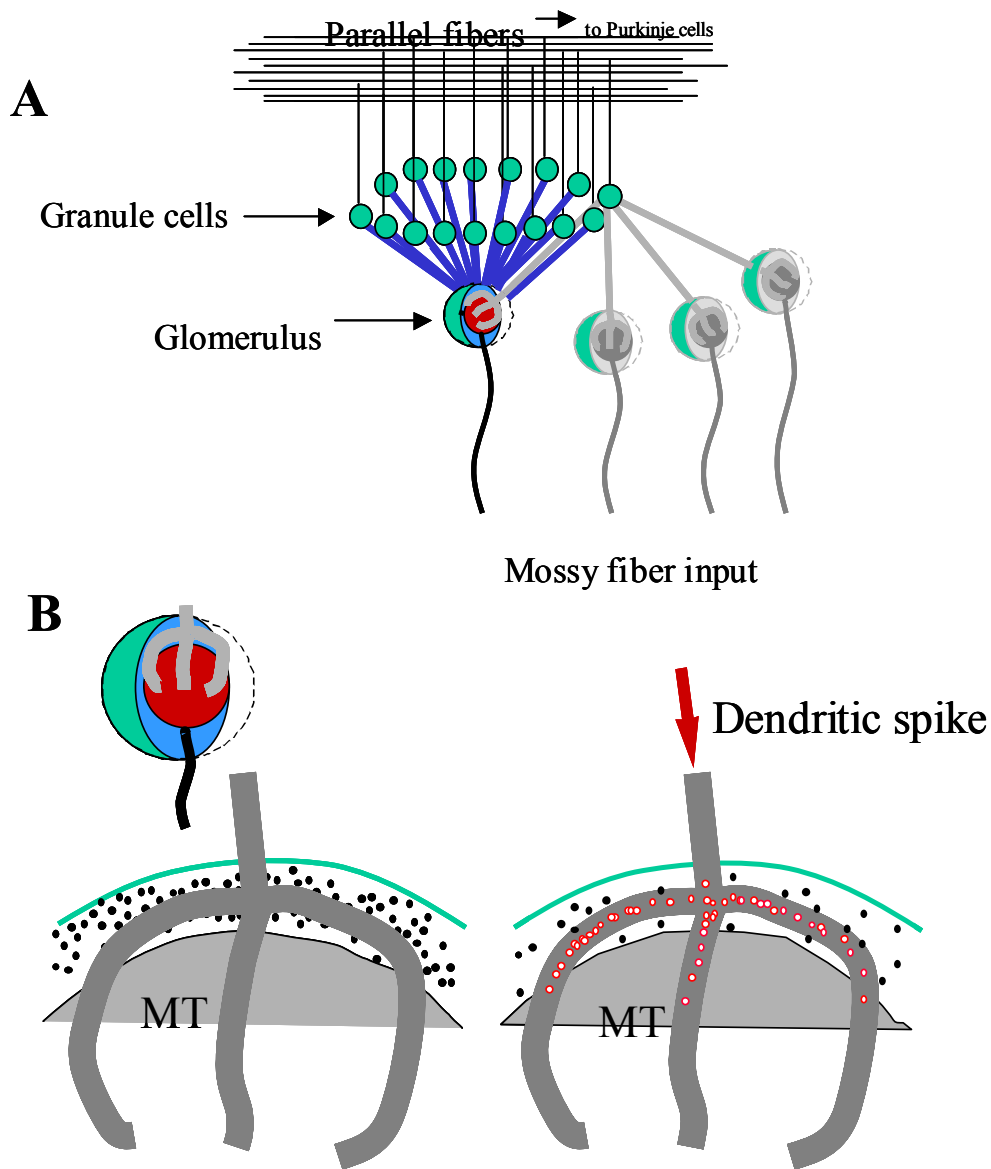 Parallel fibers
to Purkinje cells
A
Granule cells
Glomerulus
Mossy fiber input
B
Dendritic spike
MT
MT